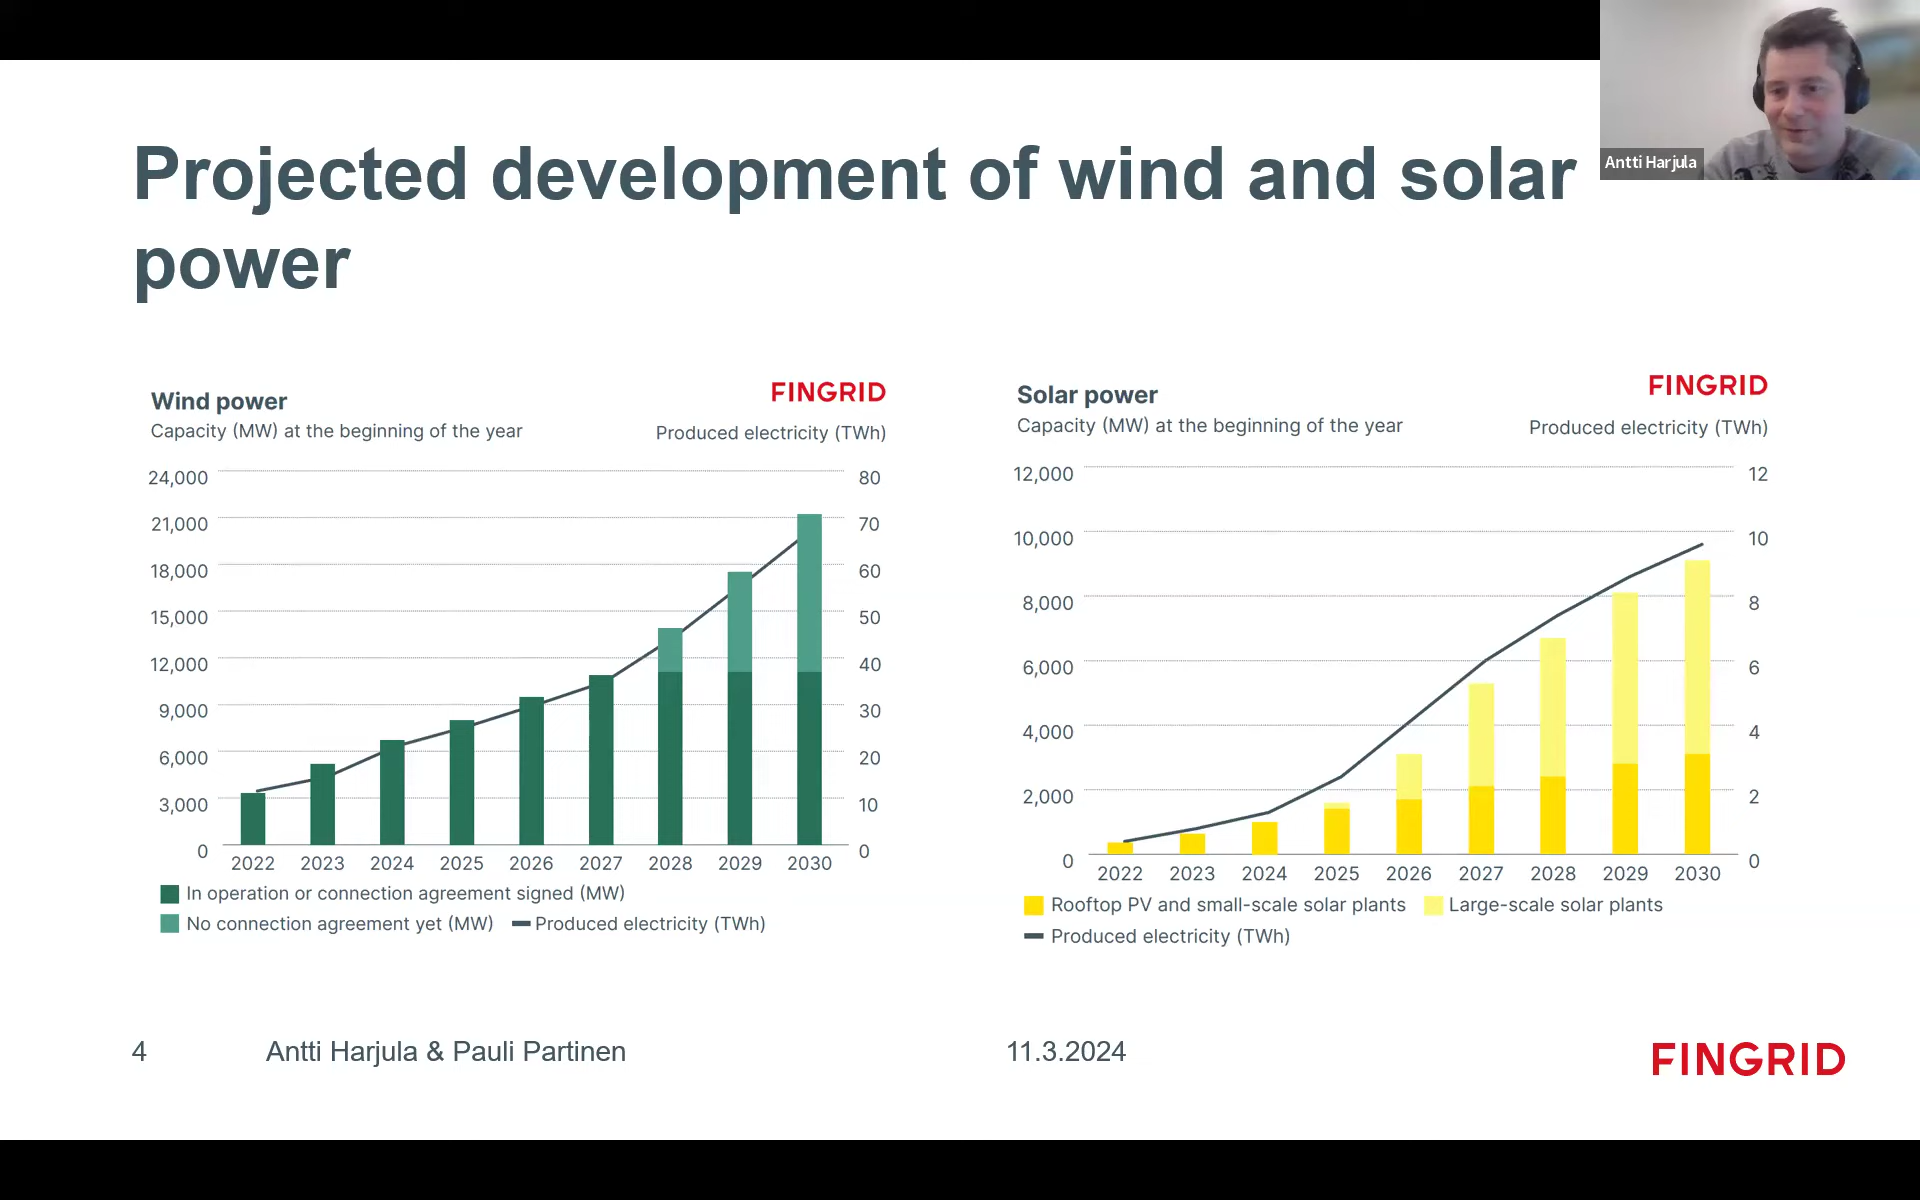 Antti Harjula
Projected development of wind and solar
power
Wind power
FINGRID
Capacity (MW) at the beginning of the year
Produced electricity (TWh)
24,000
21,000
18,000
15,000
12,000
9,000
6,000
3,000
0
80
70
60
50
40
30
20
10
0
2022 2023 2024 2025 2026 2027 2028 2029 2030
In operation or connection agreement signed (MW)
No connection agreement yet (MW) Produced electricity (TWh)
Solar power
FINGRID
Capacity (MW) at the beginning of the year
Produced electricity (TWh)
12,000
10,000
8,000
6,000
4,000
2,000
0
12
10
8
6
4
2
0
2022 2023 2024 2025 2026 2027 2028 2029 2030
Rooftop PV and small-scale solar plants Large-scale solar plants
Produced electricity (TWh)
4 Antti Harjula & Pauli Partinen 11.3.2024 FINGRID